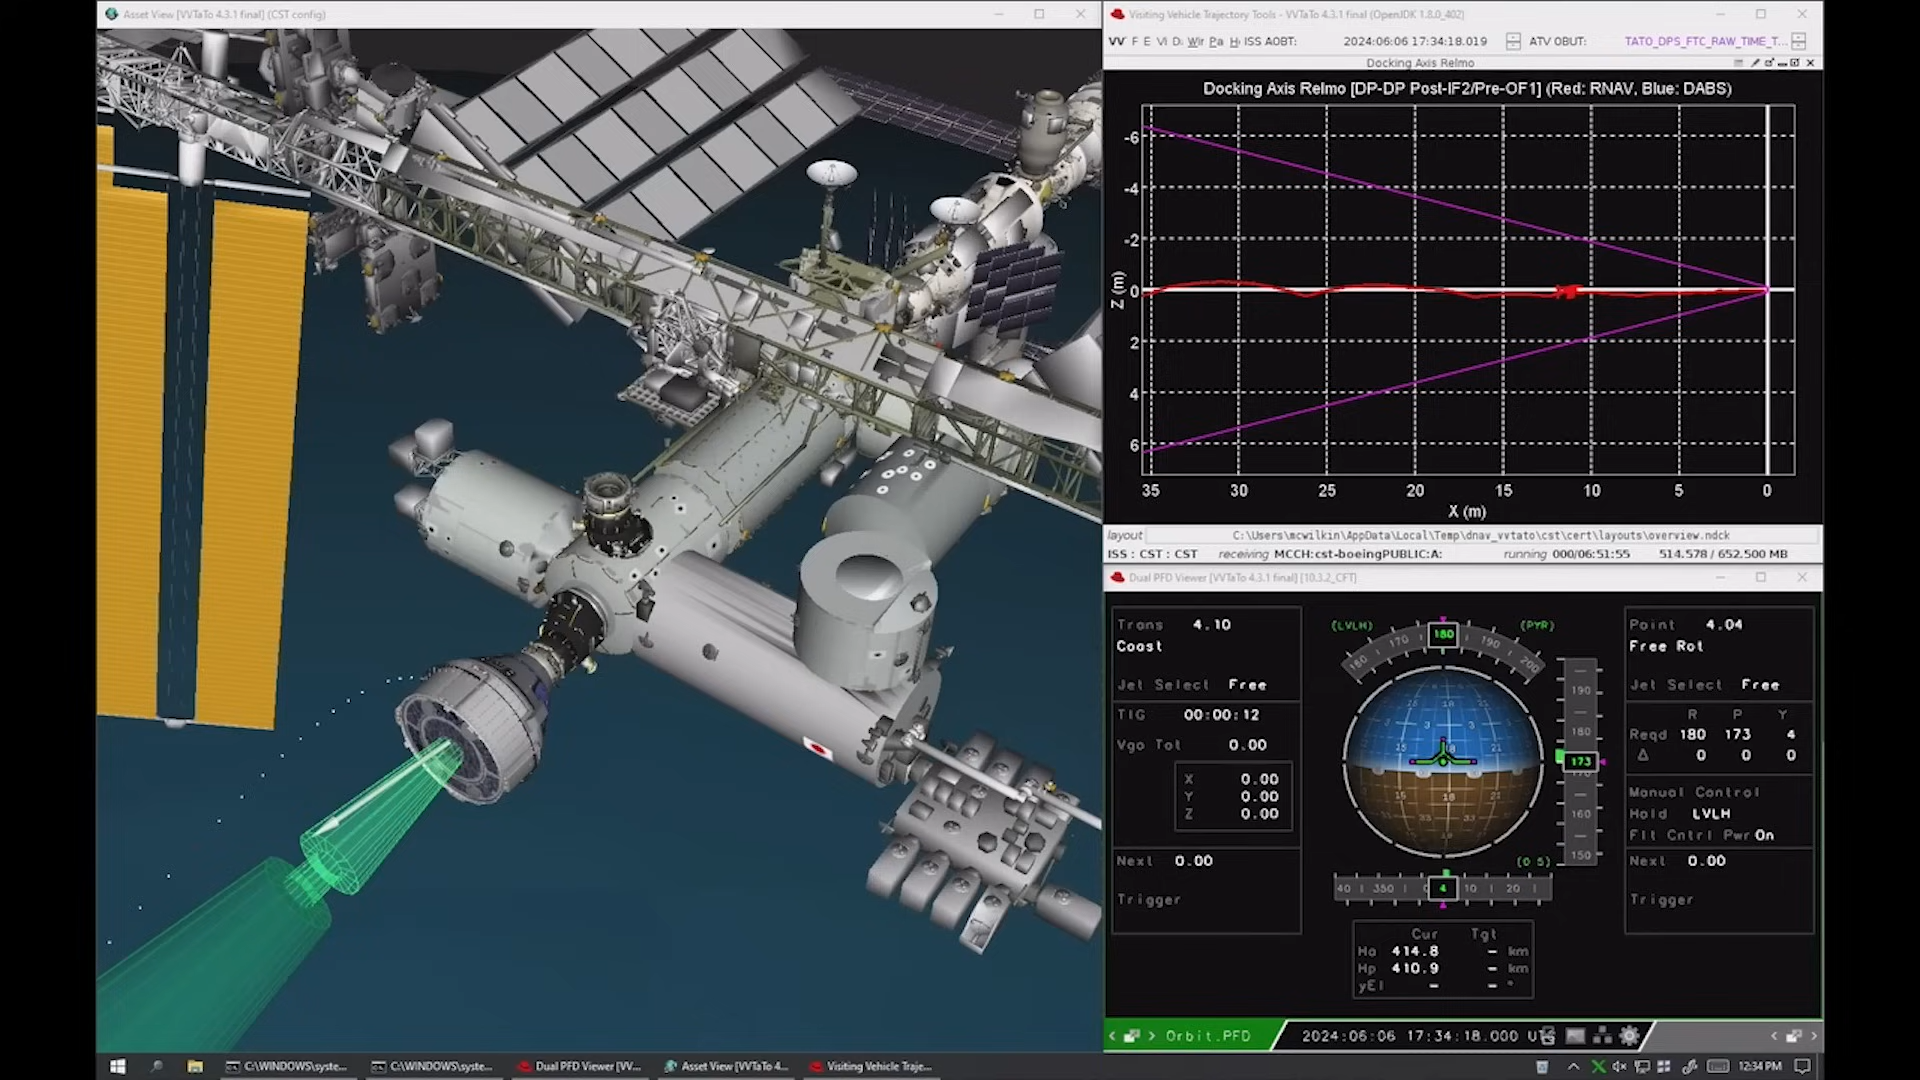 Asset View [VVTaTo 4.3.1 final] (CST config)
Visiting Vehicle Trajectory Tools - VVTaTo 4.3.1 final (OpenJDK 1.8.0_402)
VV F E Vi D. Wir Pa H ISS AOBT: 2024:06:06 17:34:18.019 ATV OBUT: TATO_DPS_FTC_RAW_TIME_T...
Docking Axis Relmo
Docking Axis Relmo [DP-DP Post-IF2/Pre-OF1] (Red: RNAV, Blue: DABS)
-6
-4
-2
0
2
4
6
Z (m)
35 30 25 20 15 10 5 0
X (m)
layout C:\Users\mcwilkin\AppData\Local\Temp\dnav_vvtato\cst\cert\layouts\overview.ndck
ISS : CST : CST receiving MCCH:cst-boeingPUBLIC:A: running 000/06:51:55 514.578 / 652.500 MB
Dual PFD Viewer [VVTaTo 4.3.1 final] [10.3.2_CFT]
Trans 4.10
Coast
Jet Select Free
TIG 00:00:12
Vgo Tot 0.00
X 0.00
Y 0.00
Z 0.00
Next 0.00
Trigger
(LVLH) (PYR)
160 170 180 190 200
190
180
173
170
160
150
(0 5)
40 350 0 4 10 20
Cur Tgt
Ha 414.8 - km
Hp 410.9 - km
yEl - - °
Point 4.04
Free Rot
Jet Select Free
R P Y
Reqd 180 173 4
Δ 0 0 0
Manual Control
Hold LVLH
Flt Cntrl Pwr On
Next 0.00
Trigger
Orbit.PFD 2024:06:06 17:34:18.000
C:\WINDOWS\syste... C:\WINDOWS\syste... Dual PFD Viewer [VV... Asset View [VVTaTo 4... Visiting Vehicle Traje... 12:34 PM